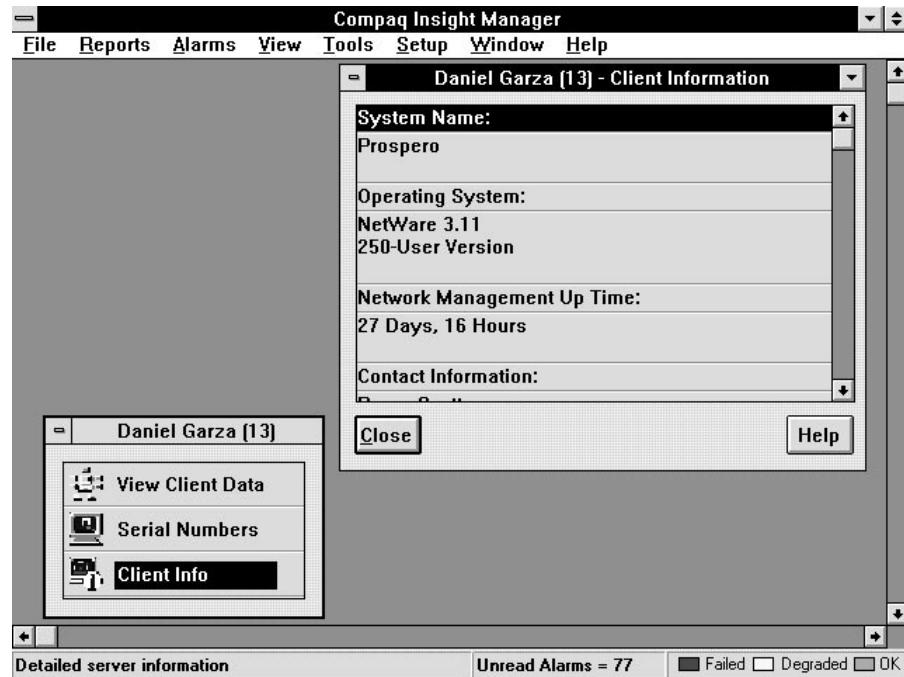 Compaq Insight Manager
File Reports Alarms View Tools Setup Window Help
Daniel Garza (13) - Client Information
System Name:
Prospero
Operating System:
NetWare 3.11
250-User Version
Network Management Up Time:
27 Days, 16 Hours
Contact Information:
Close Help
Daniel Garza (13)
View Client Data
Serial Numbers
Client Info
Detailed server information Unread Alarms = 77 Failed Degraded OK